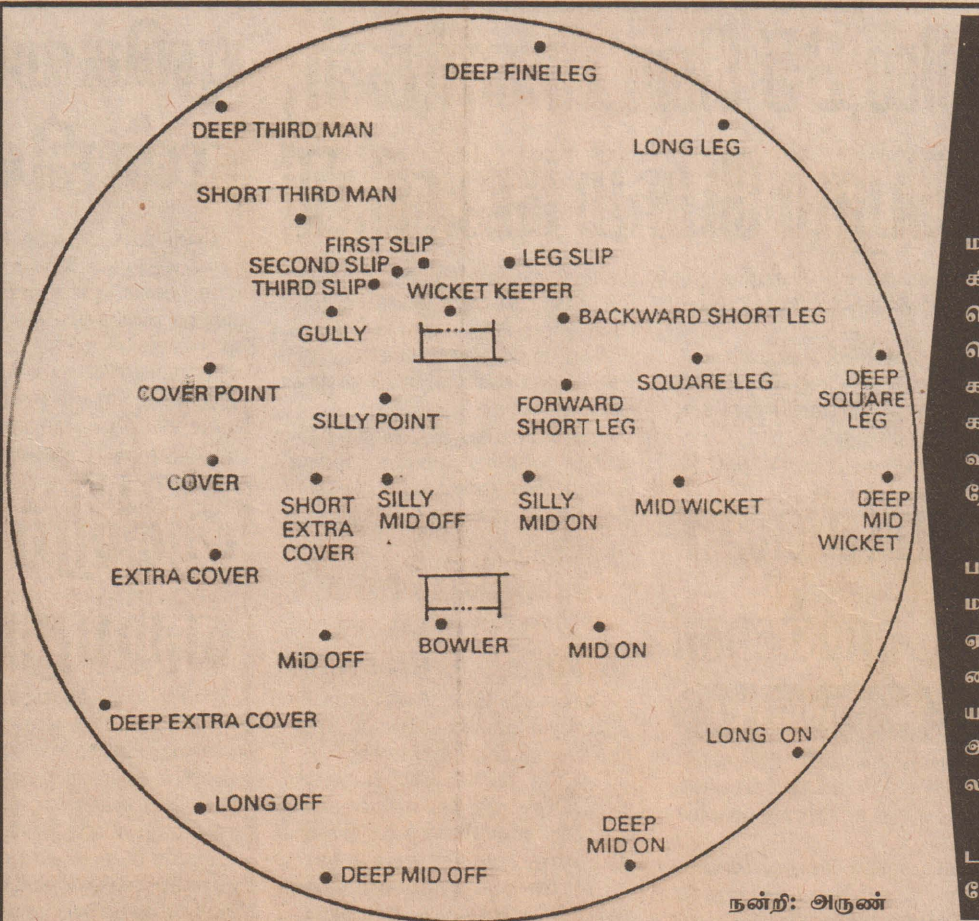 DEEP FINE LEG
DEEP THIRD MAN
LONG LEG
SHORT THIRD MAN
FIRST SLIP
SECOND SLIP
LEG SLIP
THIRD SLIP
WICKET KEEPER
BACKWARD SHORT LEG
GULLY
COVER POINT
SQUARE LEG
DEEP
SQUARE
LEG
SILLY POINT
FORWARD
SHORT LEG
COVER
SHORT
EXTRA
COVER
SILLY
MID OFF
SILLY
MID ON
MID WICKET
DEEP
MID
WICKET
EXTRA COVER
MiD OFF
BOWLER
MID ON
DEEP EXTRA COVER
LONG ON
LONG OFF
DEEP
MID ON
DEEP MID OFF
நன்றி: அருண்